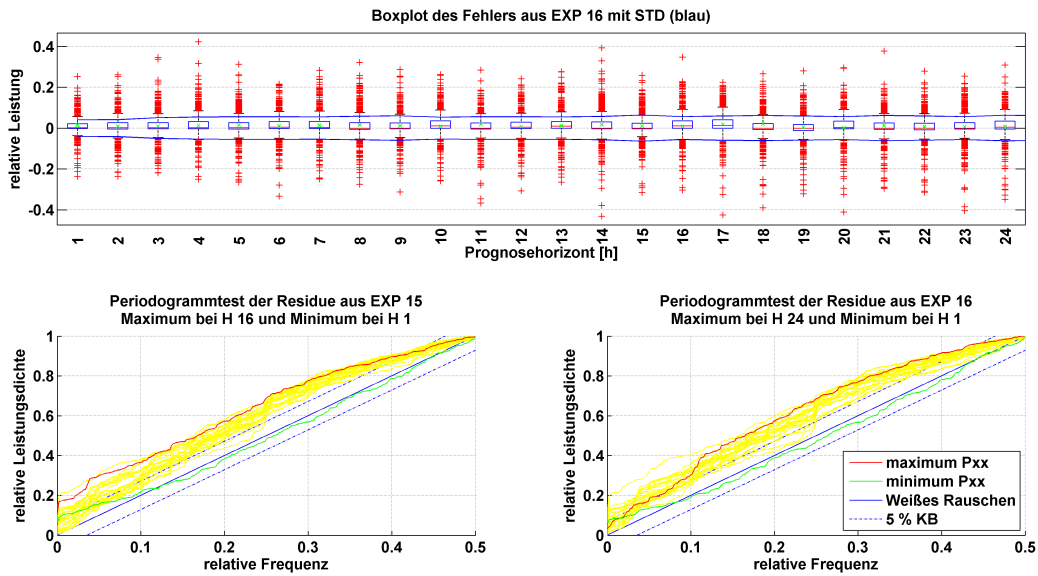 Boxplot des Fehlers aus EXP 16 mit STD (blau)
relative Leistung
0.4
0.2
0
-0.2
-0.4
1 2 3 4 5 6 7 8 9 10 11 12 13 14 15 16 17 18 19 20 21 22 23 24
Prognosehorizont [h]
Periodogrammtest der Residue aus EXP 15
Maximum bei H 16 und Minimum bei H 1
relative Leistungsdichte
1
0.8
0.6
0.4
0.2
0
0 0.1 0.2 0.3 0.4 0.5
relative Frequenz
Periodogrammtest der Residue aus EXP 16
Maximum bei H 24 und Minimum bei H 1
relative Leistungsdichte
1
0.8
0.6
0.4
0.2
0
0 0.1 0.2 0.3 0.4 0.5
relative Frequenz
maximum Pxx
minimum Pxx
Weißes Rauschen
5 % KB